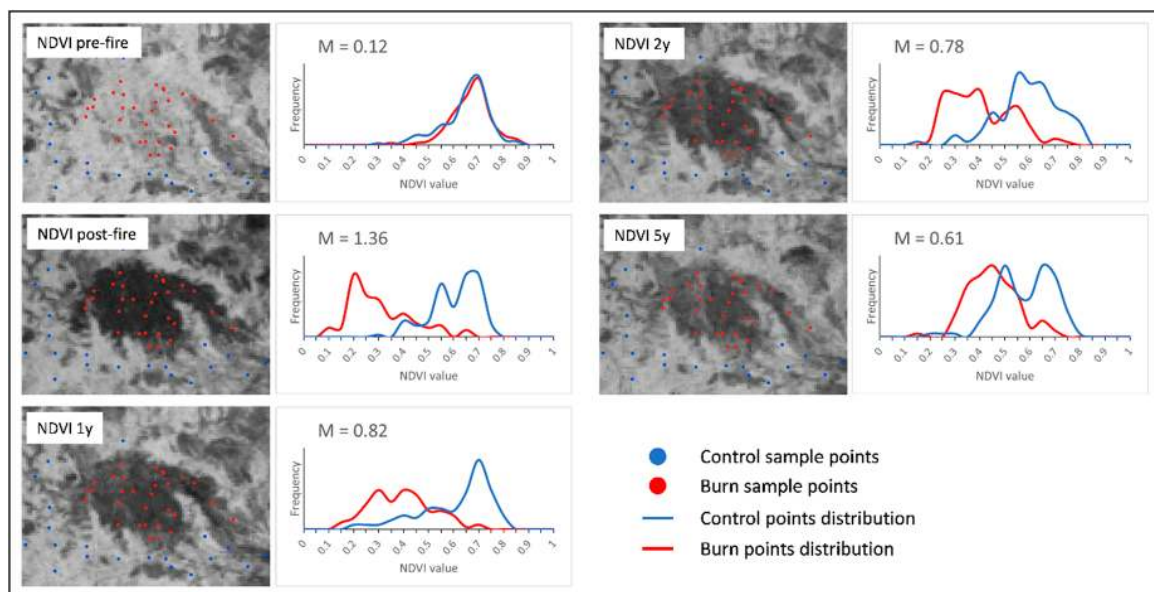 NDVI pre-fire
M = 0.12
Frequency
0 0.1 0.2 0.3 0.4 0.5 0.6 0.7 0.8 0.9 1
NDVI value
NDVI 2y
M = 0.78
Frequency
0 0.1 0.2 0.3 0.4 0.5 0.6 0.7 0.8 0.9 1
NDVI value
NDVI post-fire
M = 1.36
Frequency
0 0.1 0.2 0.3 0.4 0.5 0.6 0.7 0.8 0.9 1
NDVI value
NDVI 5y
M = 0.61
Frequency
0 0.1 0.2 0.3 0.4 0.5 0.6 0.7 0.8 0.9 1
NDVI value
NDVI 1y
M = 0.82
Frequency
0 0.1 0.2 0.3 0.4 0.5 0.6 0.7 0.8 0.9 1
NDVI value
Control sample points
Burn sample points
Control points distribution
Burn points distribution